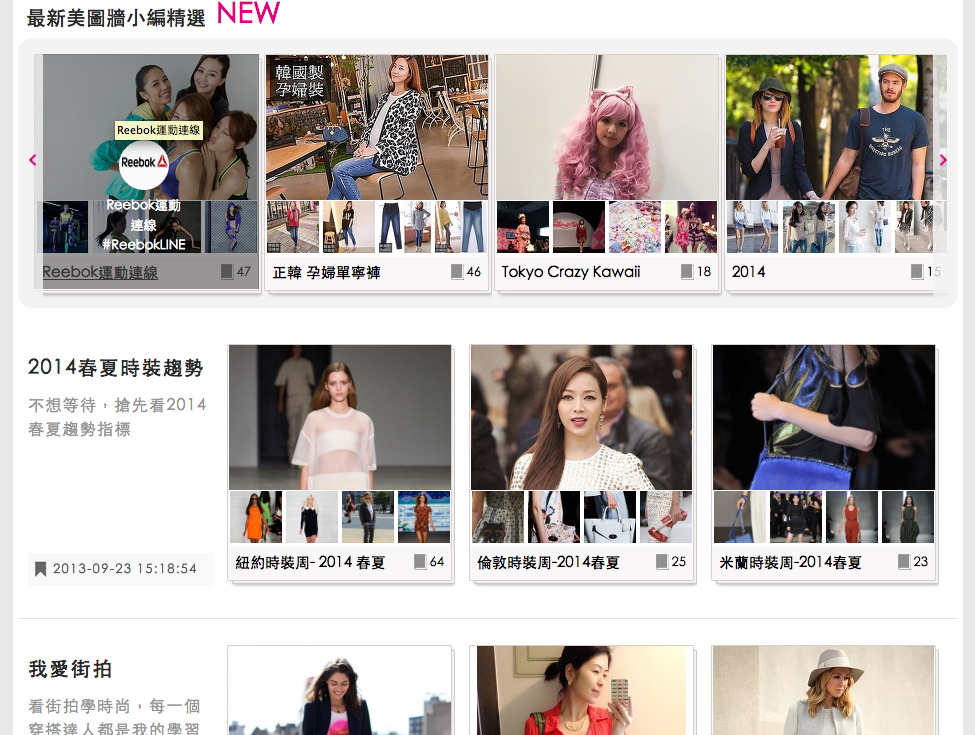 最新美圖牆小編精選 NEW
韓國製
孕婦裝
Reebok運動連線
Reebok
Reebok運動
連線
#ReebokLINE
Reebok運動連線 47
正韓 孕婦單寧褲 46
Tokyo Crazy Kawaii 18
2014 15
2014春夏時裝趨勢
不想等待，搶先看2014
春夏趨勢指標
2013-09-23 15:18:54
紐約時裝周- 2014 春夏 64
倫敦時裝周-2014春夏 25
米蘭時裝周-2014春夏 23
我愛街拍
看街拍學時尚，每一個
穿搭達人都是我的學習